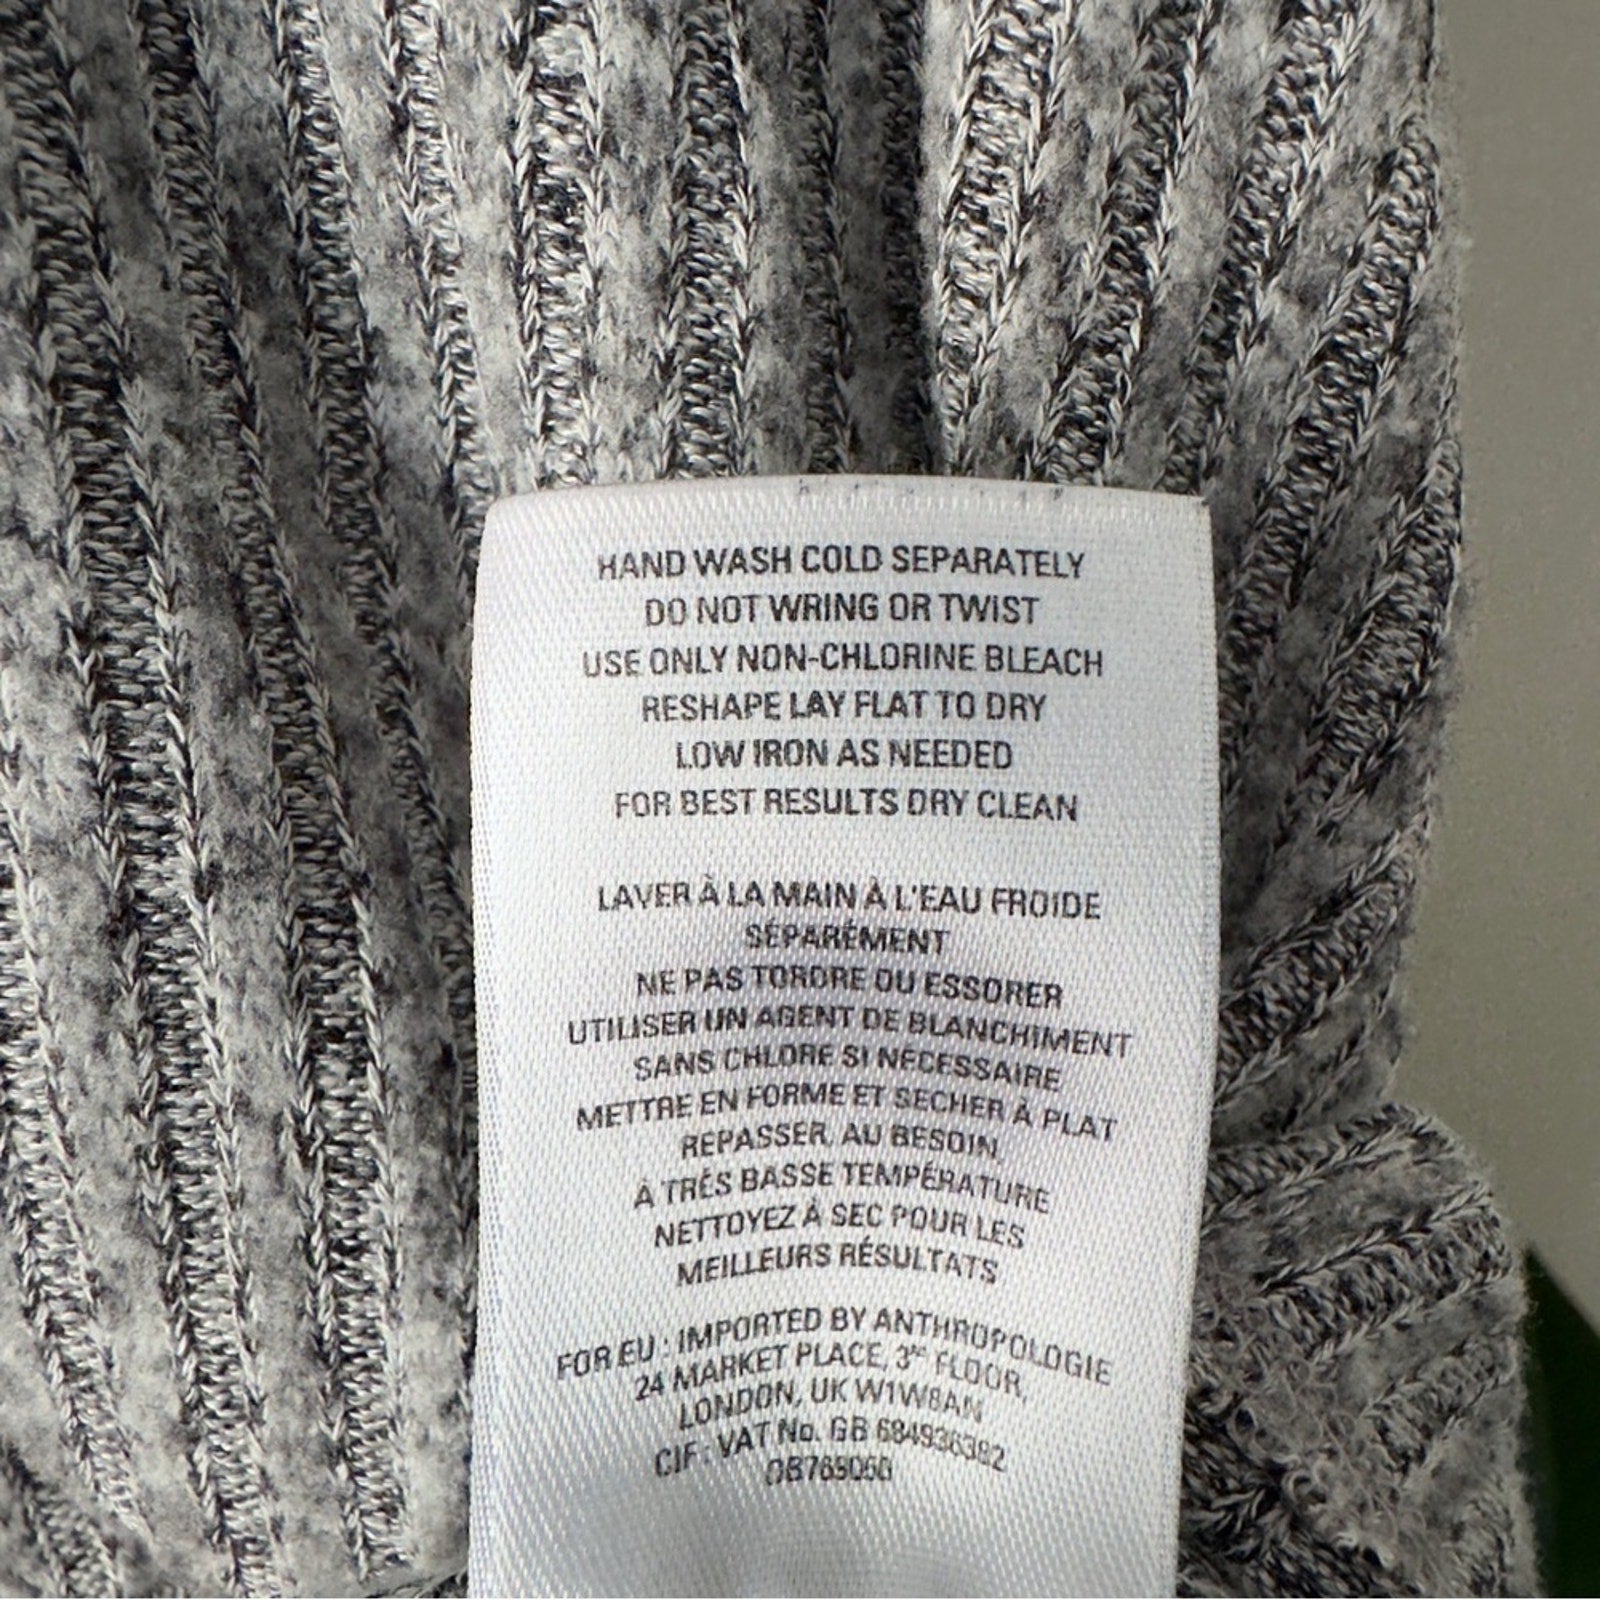 HAND WASH COLD SEPARATELY
DO NOT WRING OR TWIST
USE ONLY NON-CHLORINE BLEACH
RESHAPE LAY FLAT TO DRY
LOW IRON AS NEEDED
FOR BEST RESULTS DRY CLEAN
LAVER À LA MAIN À L'EAU FROIDE
SÉPARÉMENT
NE PAS TORDRE OU ESSORER
UTILISER UN AGENT DE BLANCHIMENT
SANS CHLORE SI NECESSAIRE
METTRE EN FORME ET SECHER À PLAT
REPASSER, AU BESOIN,
À TRÉS BASSE TEMPÉRATURE
NETTOYEZ À SEC POUR LES
MEILLEURS RÉSULTATS
FOR EU : IMPORTED BY ANTHROPOLOGIE
24 MARKET PLACE, FLOOR,
LONDON, UK W1W8AN
CIF : VAT No. GB 684936382